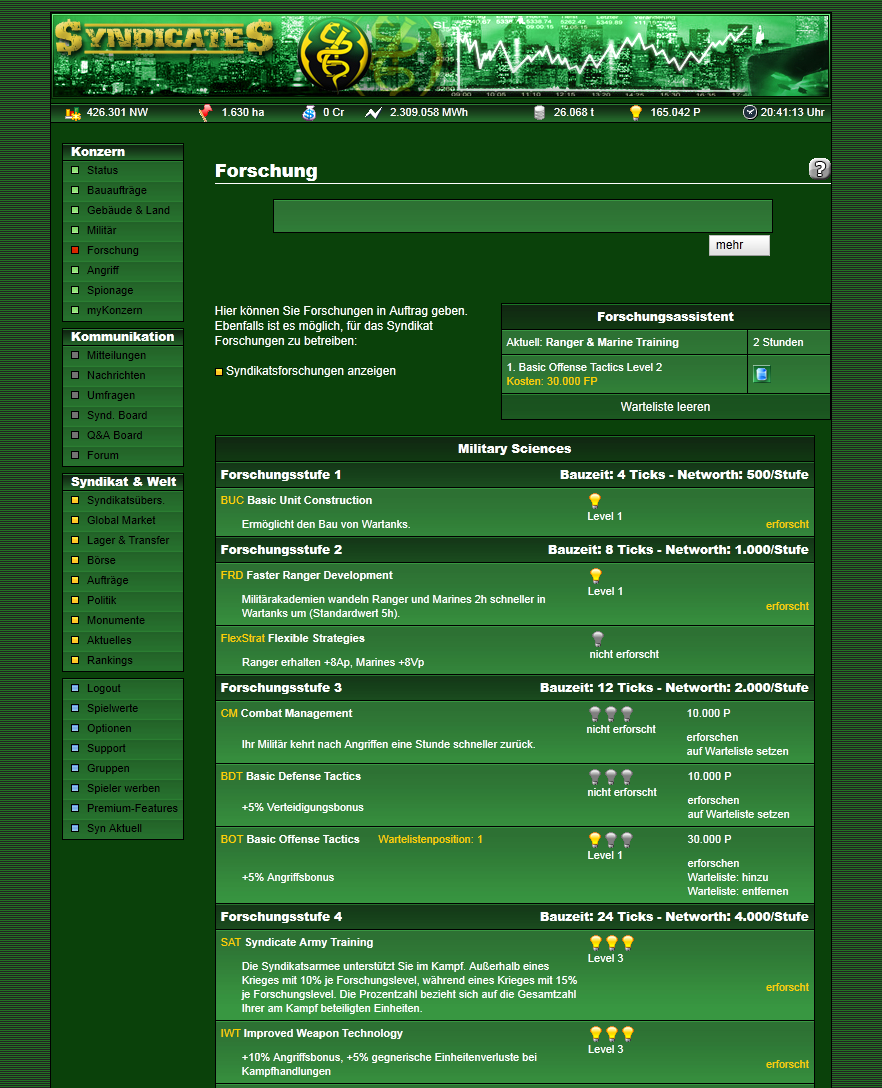 $YNDICATE$
426.301 NW
1.630 ha
0 Cr
2.309.058 MWh
26.068 t
165.042 P
20:41:13 Uhr
Konzern
Status
Bauaufträge
Gebäude & Land
Militär
Forschung
Angriff
Spionage
myKonzern
Kommunikation
Mitteilungen
Nachrichten
Umfragen
Synd. Board
Q&A Board
Forum
Syndikat & Welt
Syndikatsübers.
Global Market
Lager & Transfer
Börse
Aufträge
Politik
Monumente
Aktuelles
Rankings
Logout
Spielwerte
Optionen
Support
Gruppen
Spieler werben
Premium-Features
Syn Aktuell
Forschung
?
mehr
Hier können Sie Forschungen in Auftrag geben.
Ebenfalls ist es möglich, für das Syndikat
Forschungen zu betreiben:
Syndikatsforschungen anzeigen
Forschungsassistent
Aktuell: Ranger & Marine Training
2 Stunden
1. Basic Offense Tactics Level 2
Kosten: 30.000 FP
Warteliste leeren
Military Sciences
Forschungsstufe 1
Bauzeit: 4 Ticks - Networth: 500/Stufe
BUC Basic Unit Construction
Level 1
Ermöglicht den Bau von Wartanks.
erforscht
Forschungsstufe 2
Bauzeit: 8 Ticks - Networth: 1.000/Stufe
FRD Faster Ranger Development
Level 1
Militärakademien wandeln Ranger und Marines 2h schneller in
Wartanks um (Standardwert 5h).
erforscht
FlexStrat Flexible Strategies
nicht erforscht
Ranger erhalten +8Ap, Marines +8Vp
Forschungsstufe 3
Bauzeit: 12 Ticks - Networth: 2.000/Stufe
CM Combat Management
10.000 P
nicht erforscht
Ihr Militär kehrt nach Angriffen eine Stunde schneller zurück.
erforschen
auf Warteliste setzen
BDT Basic Defense Tactics
10.000 P
nicht erforscht
+5% Verteidigungsbonus
erforschen
auf Warteliste setzen
BOT Basic Offense Tactics Wartelistenposition: 1
30.000 P
Level 1
+5% Angriffsbonus
erforschen
Warteliste: hinzu
Warteliste: entfernen
Forschungsstufe 4
Bauzeit: 24 Ticks - Networth: 4.000/Stufe
SAT Syndicate Army Training
Level 3
Die Syndikatsarmee unterstützt Sie im Kampf. Außerhalb eines
Krieges mit 10% je Forschungslevel, während eines Krieges mit 15%
je Forschungslevel. Die Prozentzahl bezieht sich auf die Gesamtzahl
Ihrer am Kampf beteiligten Einheiten.
erforscht
IWT Improved Weapon Technology
Level 3
+10% Angriffsbonus, +5% gegnerische Einheitenverluste bei
Kampfhandlungen
erforscht